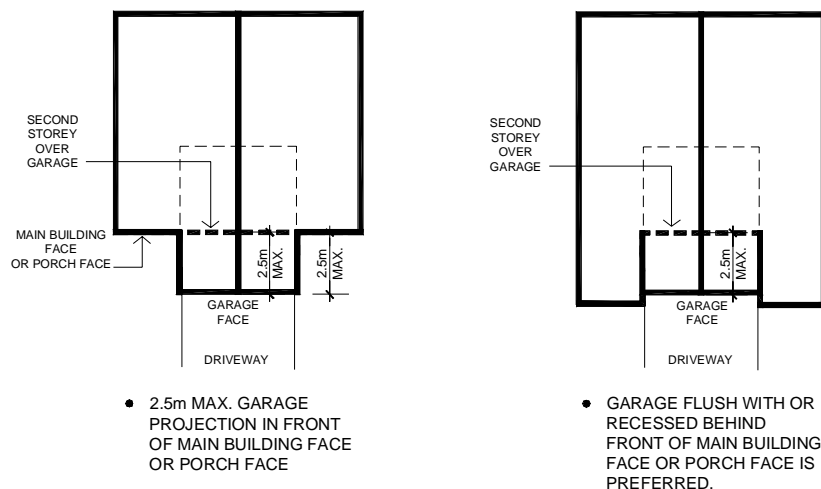 SECOND
STOREY
OVER
GARAGE
MAIN BUILDING
FACE
OR PORCH FACE
2.5m
MAX.
2.5m
MAX.
GARAGE
FACE
DRIVEWAY
● 2.5m MAX. GARAGE
PROJECTION IN FRONT
OF MAIN BUILDING FACE
OR PORCH FACE
SECOND
STOREY
OVER
GARAGE
2.5m
MAX.
GARAGE
FACE
DRIVEWAY
● GARAGE FLUSH WITH OR
RECESSED BEHIND
FRONT OF MAIN BUILDING
FACE OR PORCH FACE IS
PREFERRED.